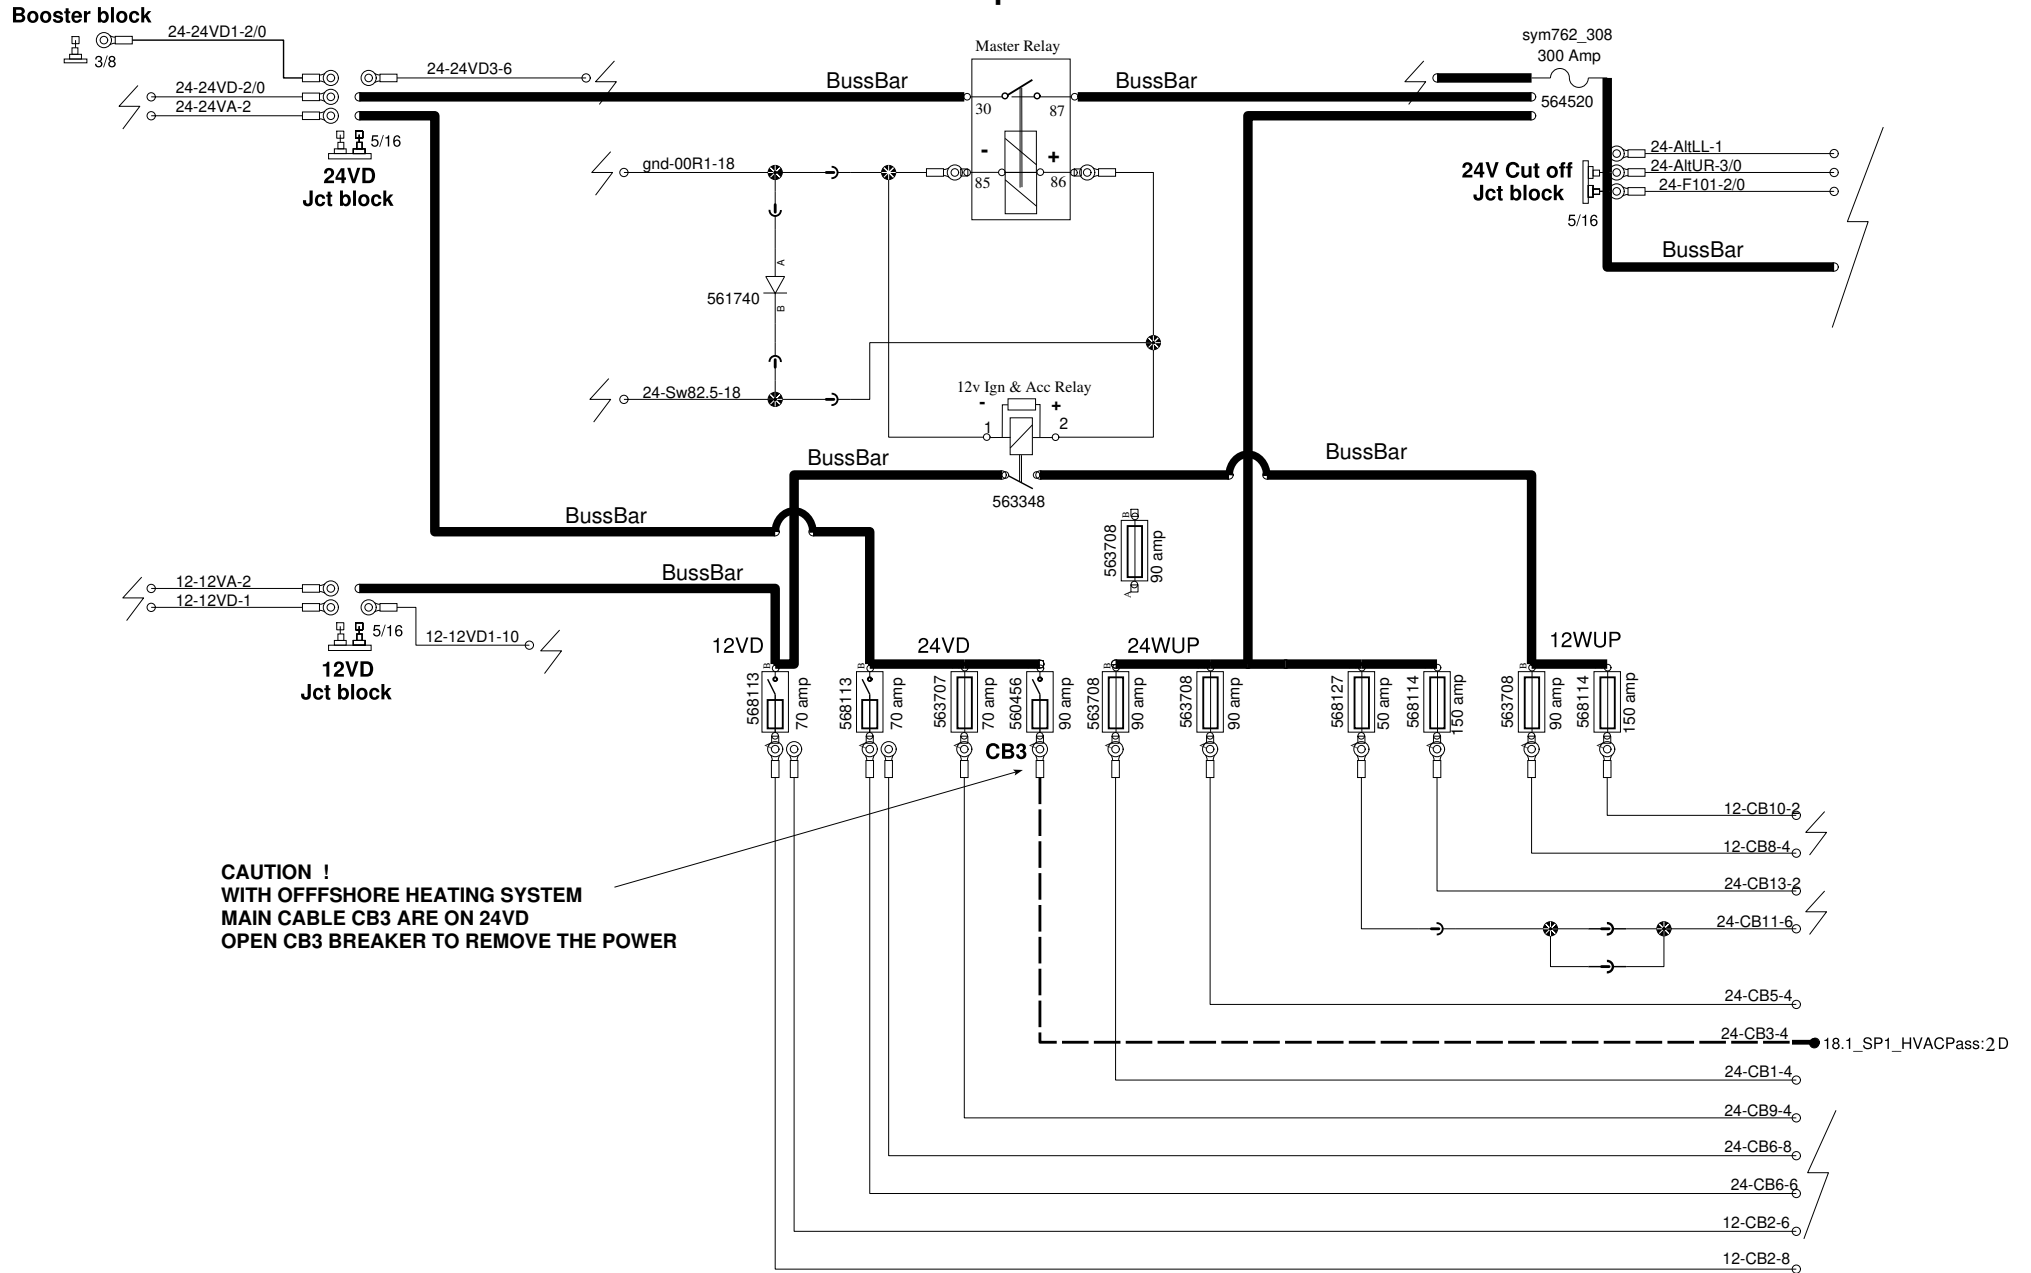 Booster block
24-24VD1-2/0
3/8
24-24VD3-6
24-24VD-2/0
24-24VA-2
5/16
24VD
Jct block
BussBar
Master Relay
30
87
-
+
85
86
BussBar
sym762_308
300 Amp
564520
24-AltLL-1
24-AltUR-3/0
24-F101-2/0
24V Cut off
Jct block
5/16
BussBar
gnd-00R1-18
A
561740
B
24-Sw82.5-18
12v Ign & Acc Relay
-
+
1
2
563348
BussBar
BussBar
BussBar
B
563708
90 amp
A
12-12VA-2
12-12VD-1
BussBar
5/16
12-12VD1-10
12VD
Jct block
12VD
24VD
24WUP
12WUP
B
568113
70 amp
A
B
568113
70 amp
A
563707
70 amp
A
560456
90 amp
A
B
563708
90 amp
A
563708
90 amp
A
568127
50 amp
A
568114
150 amp
A
B
563708
90 amp
A
568114
150 amp
A
CB3
CAUTION !
WITH OFFFSHORE HEATING SYSTEM
MAIN CABLE CB3 ARE ON 24VD
OPEN CB3 BREAKER TO REMOVE THE POWER
12-CB10-2
12-CB8-4
24-CB13-2
24-CB11-6
24-CB5-4
24-CB3-4
18.1_SP1_HVACPass:2 D
24-CB1-4
24-CB9-4
24-CB6-8
24-CB6-6
12-CB2-6
12-CB2-8